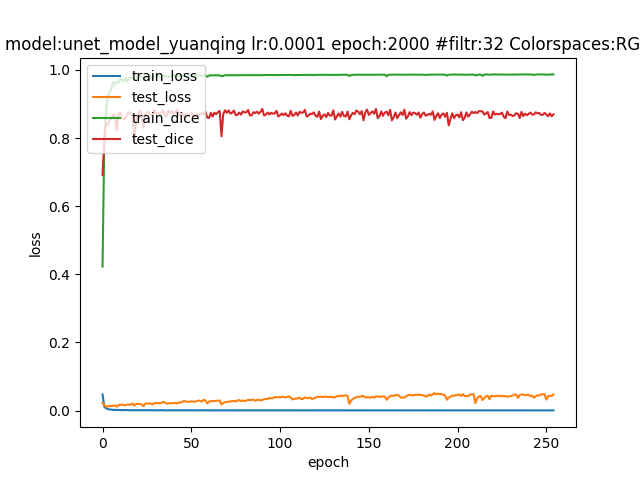 model:unet_model_yuanqing lr:0.0001 epoch:2000 #filtr:32 Colorspaces:RG
train_loss
test_loss
train_dice
test_dice
1.0
0.8
0.6
0.4
0.2
0.0
loss
0 50 100 150 200 250
epoch